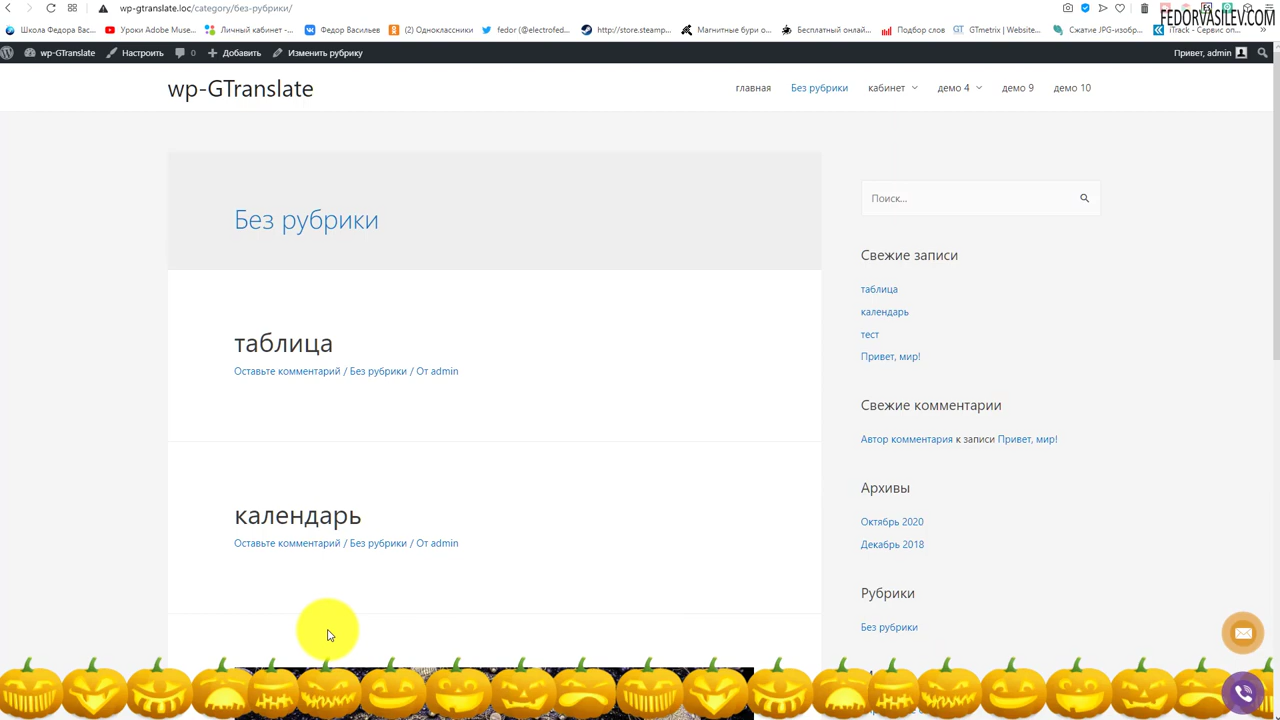 wp-gtranslate.loc/category/без-рубрики/
FEDORVASILEV.COM
Школа Федора Вас...
Уроки Adobe Muse...
Личный кабинет -...
Федор Васильев
(2) Одноклассники
fedor (@electrofed...
http://store.steamp...
Магнитные бури о...
Бесплатный онлай...
Подбор слов
GTmetrix | Website...
Сжатие JPG-изобр...
iTrack - Сервис оп...
wp-GTranslate
Настроить
0
Добавить
Изменить рубрику
Привет, admin
wp-GTranslate
главная
Без рубрики
кабинет
демо 4
демо 9
демо 10
Без рубрики
таблица
Оставьте комментарий / Без рубрики / От admin
календарь
Оставьте комментарий / Без рубрики / От admin
Поиск...
Свежие записи
таблица
календарь
тест
Привет, мир!
Свежие комментарии
Автор комментария к записи Привет, мир!
Архивы
Октябрь 2020
Декабрь 2018
Рубрики
Без рубрики